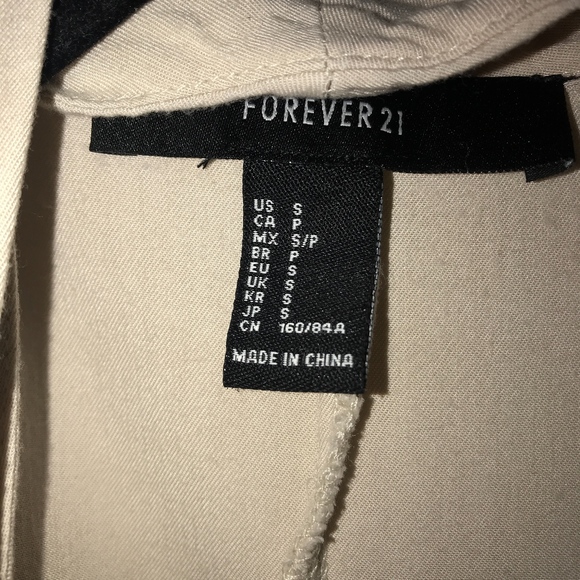 FOREVER 21
US S
CA P
MX S/P
BR P
EU S
UK S
KR S
JP S
CN 160/84A
MADE IN CHINA